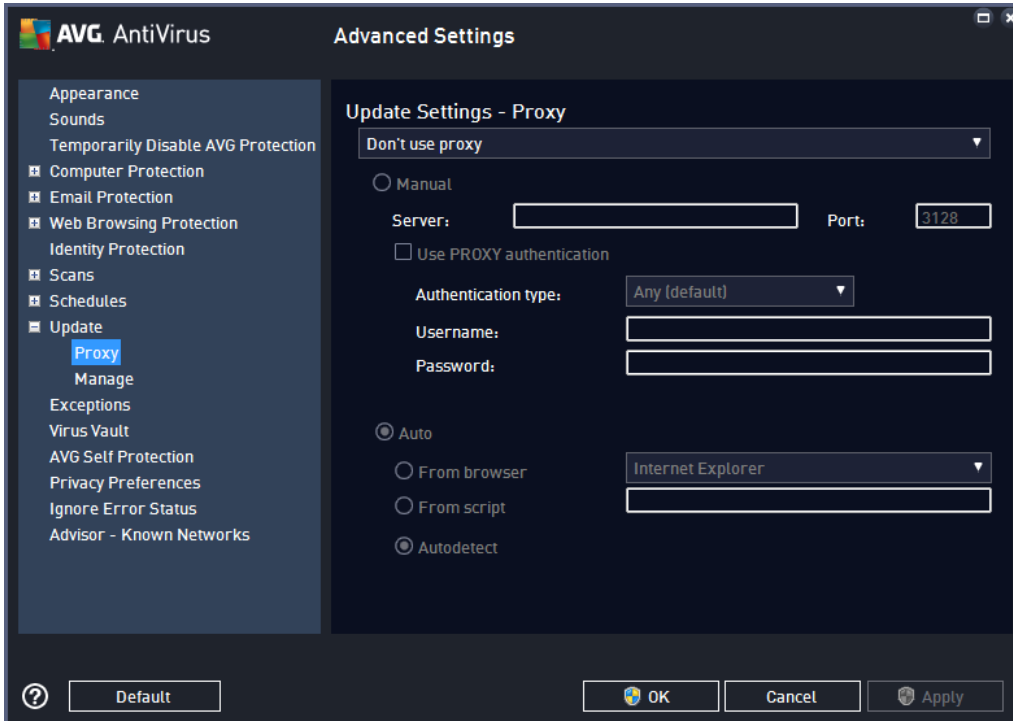 AVG. AntiVirus
Advanced Settings
Appearance
Sounds
Temporarily Disable AVG Protection
Computer Protection
Email Protection
Web Browsing Protection
Identity Protection
Scans
Schedules
Update
Proxy
Manage
Exceptions
Virus Vault
AVG Self Protection
Privacy Preferences
Ignore Error Status
Advisor - Known Networks
Update Settings - Proxy
Don't use proxy
Manual
Server: Port: 3128
Use PROXY authentication
Authentication type: Any (default)
Username:
Password:
Auto
From browser Internet Explorer
From script
Autodetect
? Default OK Cancel Apply